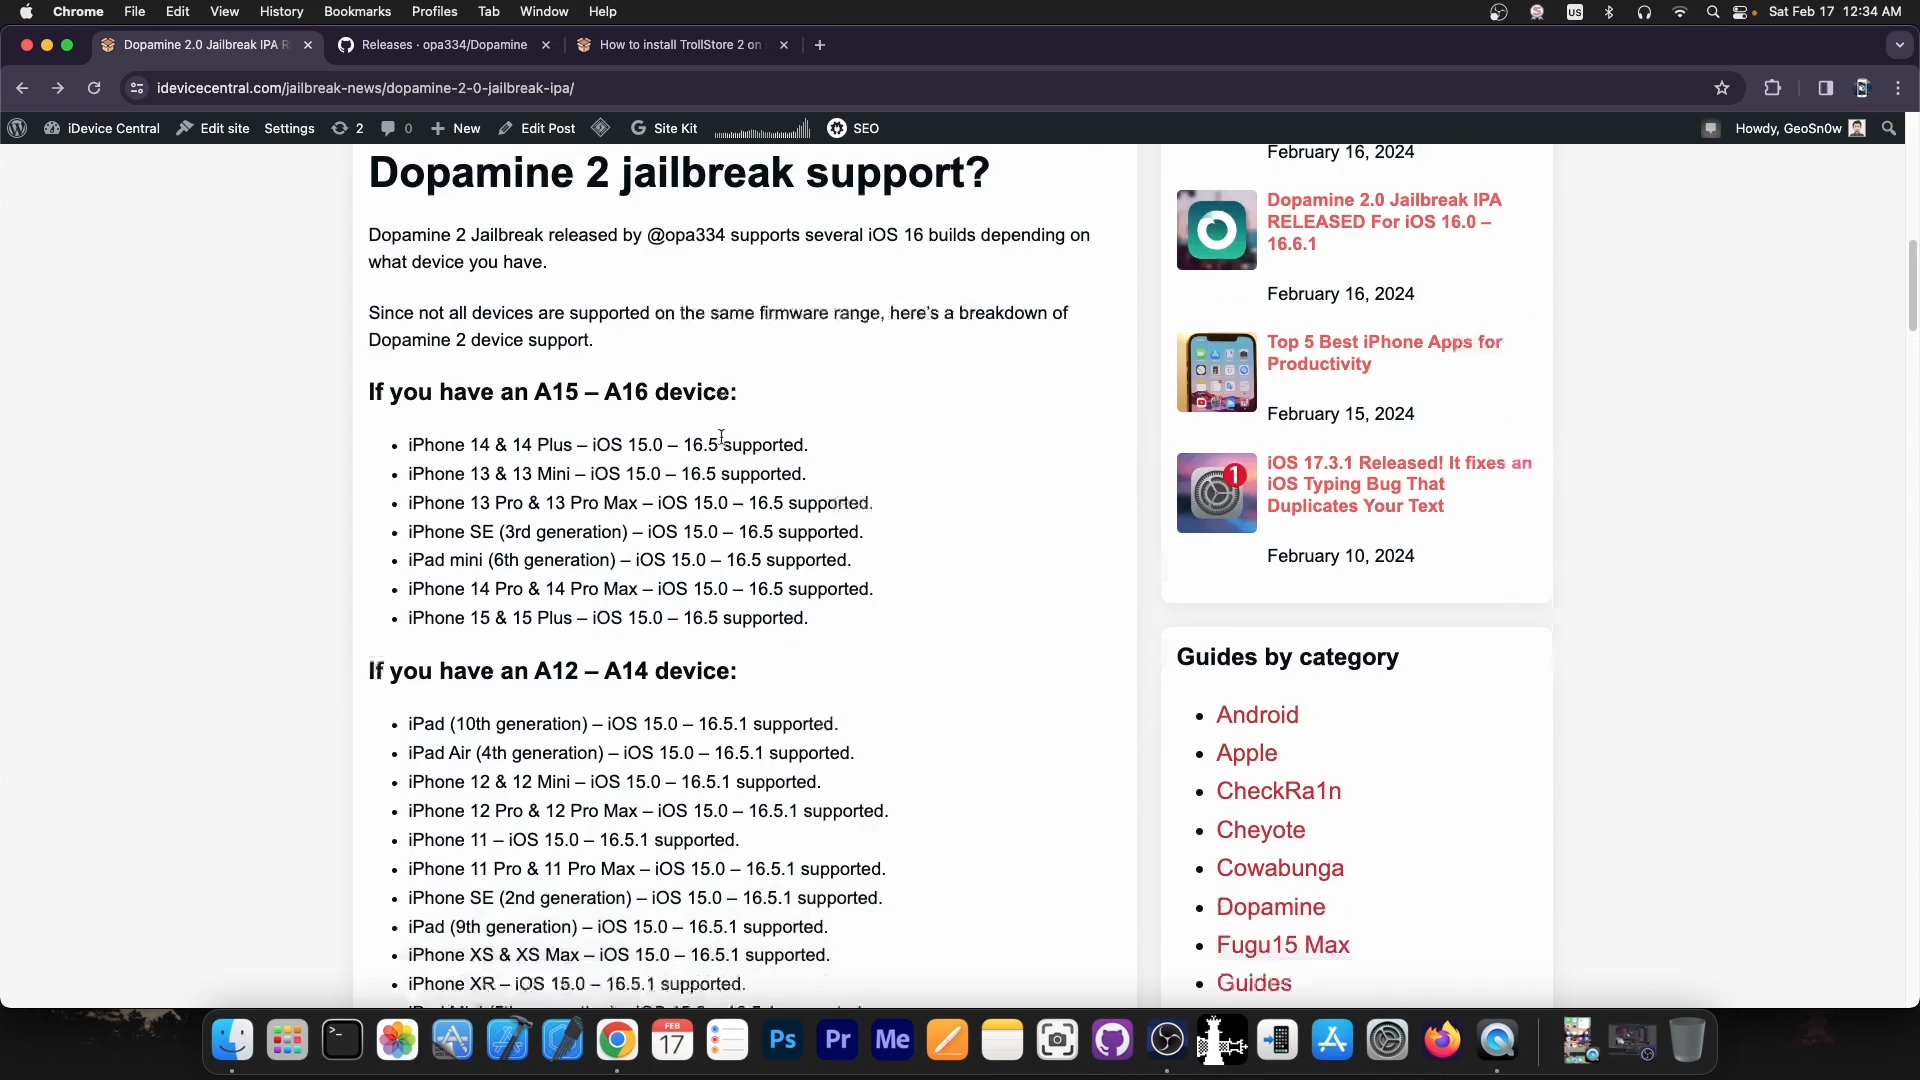 Chrome File Edit View History Bookmarks Profiles Tab Window Help
US
Sat Feb 17 12:34 AM
Dopamine 2.0 Jailbreak IPA R
Releases · opa334/Dopamine
How to install TrollStore 2 on
idevicecentral.com/jailbreak-news/dopamine-2-0-jailbreak-ipa/
iDevice Central Edit site Settings 2 0 New Edit Post Site Kit SEO
Howdy, GeoSn0w
Dopamine 2 jailbreak support?
Dopamine 2 Jailbreak released by @opa334 supports several iOS 16 builds depending on
what device you have.
Since not all devices are supported on the same firmware range, here's a breakdown of
Dopamine 2 device support.
If you have an A15 – A16 device:
iPhone 14 & 14 Plus – iOS 15.0 – 16.5 supported.
iPhone 13 & 13 Mini – iOS 15.0 – 16.5 supported.
iPhone 13 Pro & 13 Pro Max – iOS 15.0 – 16.5 supported.
iPhone SE (3rd generation) – iOS 15.0 – 16.5 supported.
iPad mini (6th generation) – iOS 15.0 – 16.5 supported.
iPhone 14 Pro & 14 Pro Max – iOS 15.0 – 16.5 supported.
iPhone 15 & 15 Plus – iOS 15.0 – 16.5 supported.
If you have an A12 – A14 device:
iPad (10th generation) – iOS 15.0 – 16.5.1 supported.
iPad Air (4th generation) – iOS 15.0 – 16.5.1 supported.
iPhone 12 & 12 Mini – iOS 15.0 – 16.5.1 supported.
iPhone 12 Pro & 12 Pro Max – iOS 15.0 – 16.5.1 supported.
iPhone 11 – iOS 15.0 – 16.5.1 supported.
iPhone 11 Pro & 11 Pro Max – iOS 15.0 – 16.5.1 supported.
iPhone SE (2nd generation) – iOS 15.0 – 16.5.1 supported.
iPad (9th generation) – iOS 15.0 – 16.5.1 supported.
iPhone XS & XS Max – iOS 15.0 – 16.5.1 supported.
iPhone XR – iOS 15.0 – 16.5.1 supported.
February 16, 2024
Dopamine 2.0 Jailbreak IPA
RELEASED For iOS 16.0 –
16.6.1
February 16, 2024
Top 5 Best iPhone Apps for
Productivity
February 15, 2024
1
iOS 17.3.1 Released! It fixes an
iOS Typing Bug That
Duplicates Your Text
February 10, 2024
Guides by category
Android
Apple
CheckRa1n
Cheyote
Cowabunga
Dopamine
Fugu15 Max
Guides
FEB
17
Ps
Pr
Me